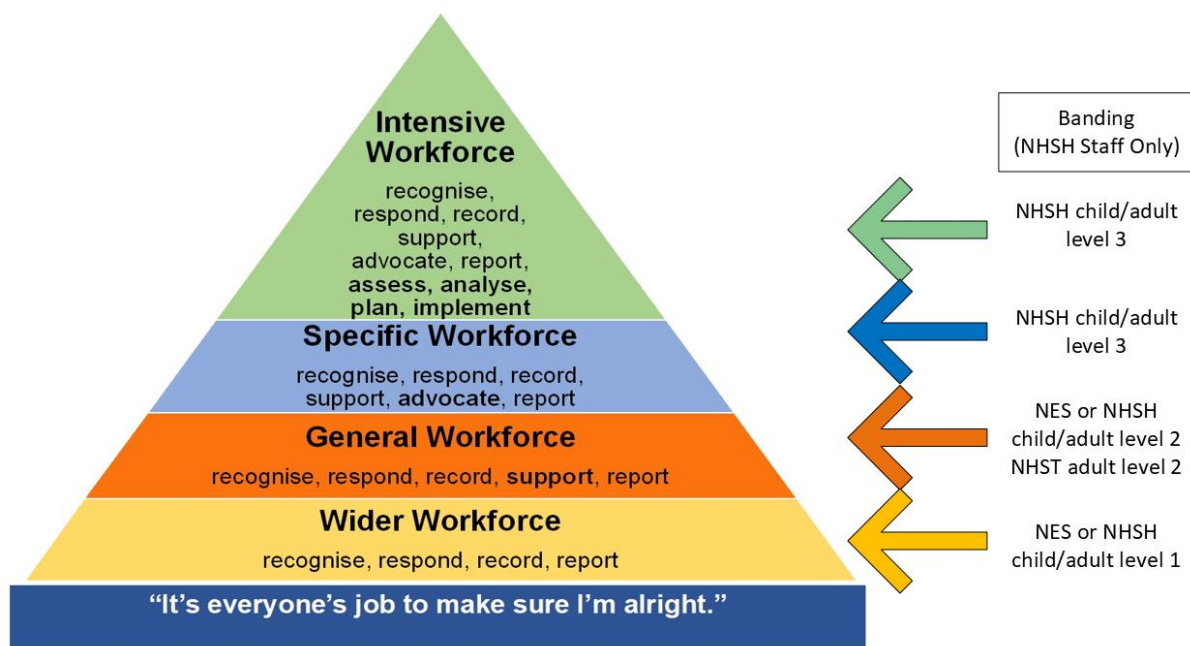 Intensive
Workforce
recognise,
respond, record,
support,
advocate, report,
assess, analyse,
plan, implement
Specific Workforce
recognise, respond, record,
support, advocate, report
General Workforce
recognise, respond, record, support, report
Wider Workforce
recognise, respond, record, report
“It’s everyone’s job to make sure I’m alright.”
Banding
(NHSH Staff Only)
NHSH child/adult
level 3
NHSH child/adult
level 3
NES or NHSH
child/adult level 2
NHST adult level 2
NES or NHSH
child/adult level 1